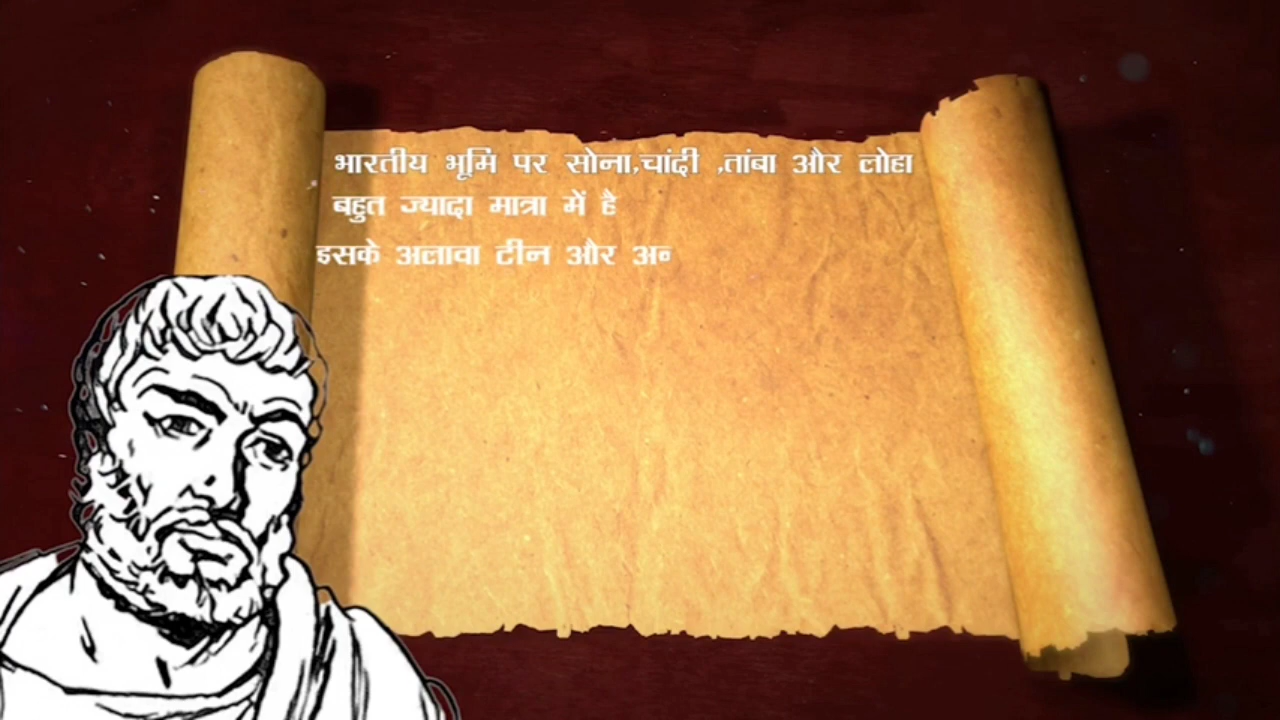 भारतीय भूमि पर सोना,चांदी ,तांबा और लोहा
बहुत ज्यादा मात्रा में है
इसके अलावा टीन और